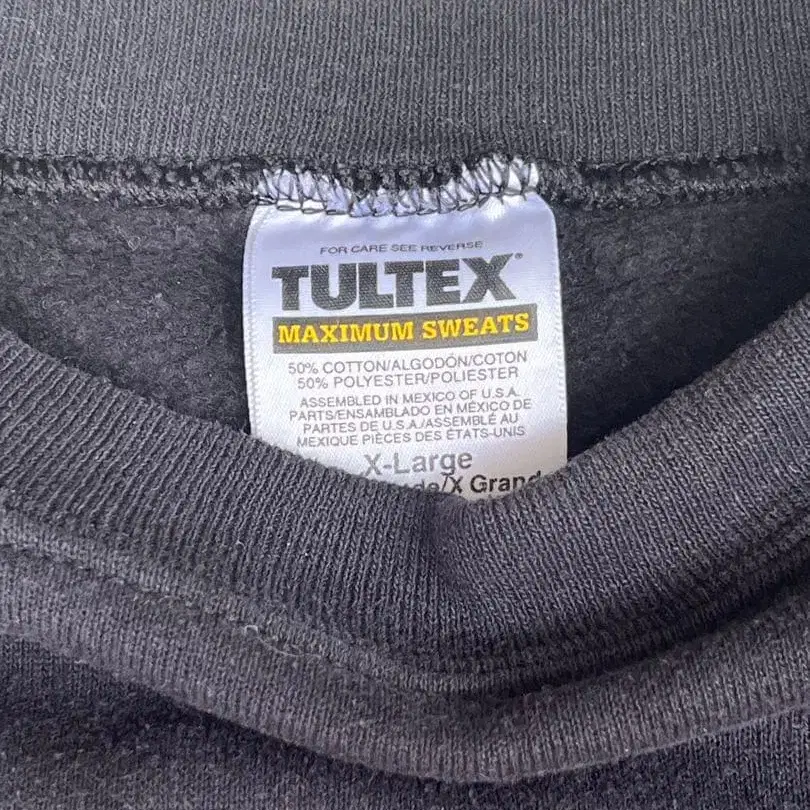 FOR CARE SEE REVERSE
TULTEX®
MAXIMUM SWEATS
50% COTTON/ALGODÓN/COTON
50% POLYESTER/POLIESTER
ASSEMBLED IN MEXICO OF U.S.A.
PARTS/ENSAMBLADO EN MÉXICO DE
PARTES DE U.S.A./ASSEMBLÉ AU
MEXIQUE PIÈCES DES ÉTATS-UNIS
X-Large
/X Grand